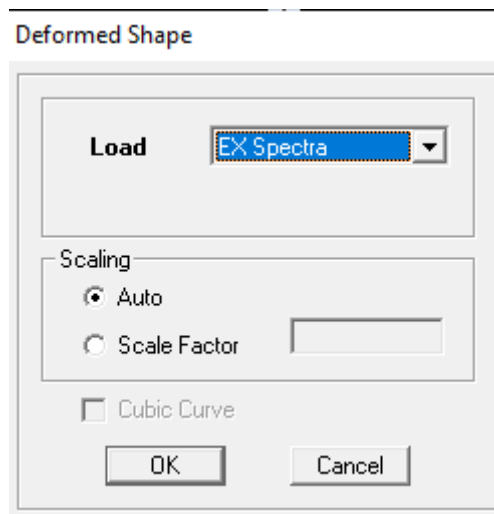 Deformed Shape
Load EX Spectra
Scaling
Auto
Scale Factor
Cubic Curve
OK Cancel